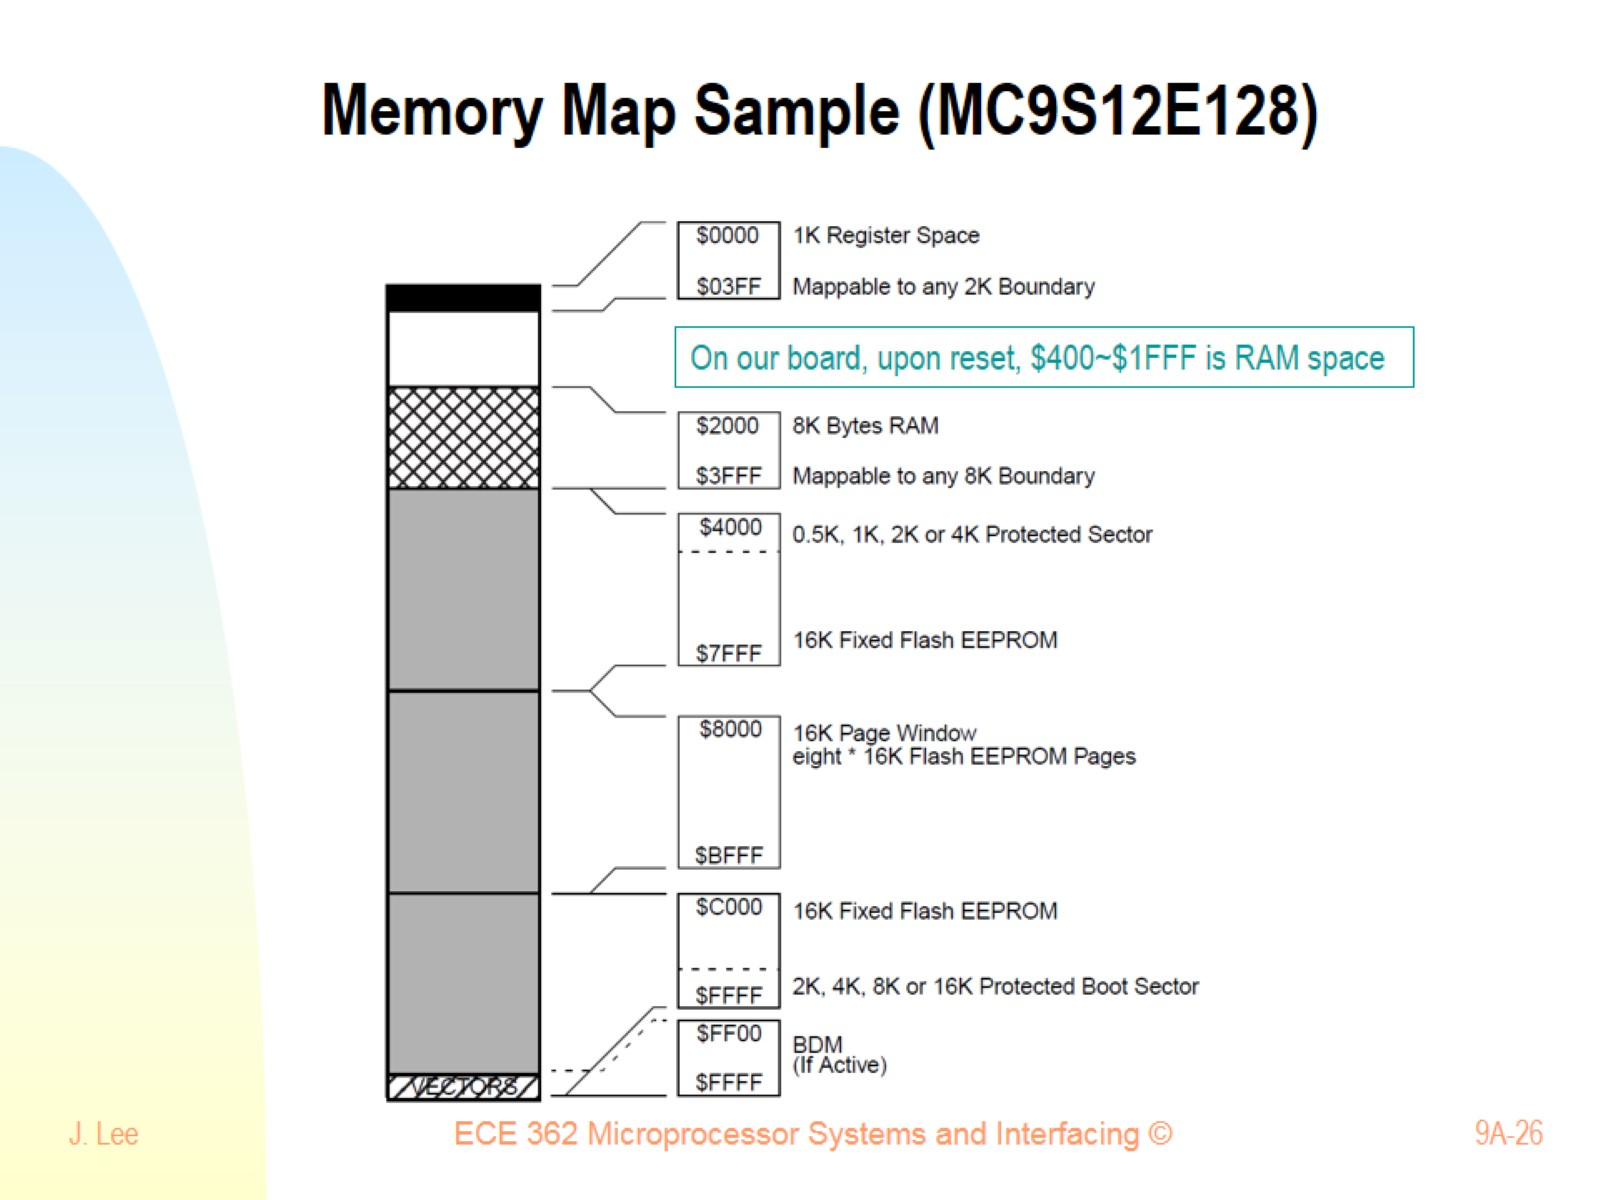 Memory Map Sample (MC9S12E128)
$0000 1K Register Space
$03FF Mappable to any 2K Boundary
On our board, upon reset, $400~$1FFF is RAM space
$2000 8K Bytes RAM
$3FFF Mappable to any 8K Boundary
$4000 0.5K, 1K, 2K or 4K Protected Sector
$7FFF 16K Fixed Flash EEPROM
$8000 16K Page Window
eight * 16K Flash EEPROM Pages
$BFFF
$C000 16K Fixed Flash EEPROM
$FFFF 2K, 4K, 8K or 16K Protected Boot Sector
$FF00 BDM
(If Active)
$FFFF
VECTORS
J. Lee ECE 362 Microprocessor Systems and Interfacing © 9A-26